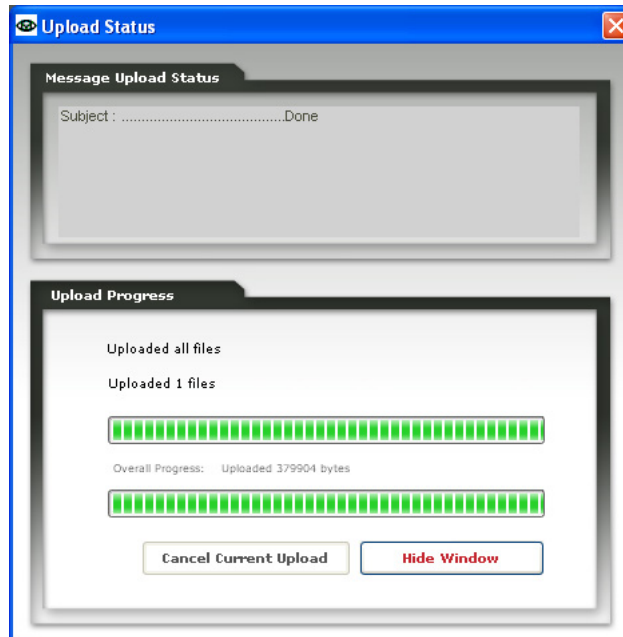 Upload Status
Message Upload Status
Subject : ........................................Done
Upload Progress
Uploaded all files
Uploaded 1 files
Overall Progress: Uploaded 379904 bytes
Cancel Current Upload Hide Window